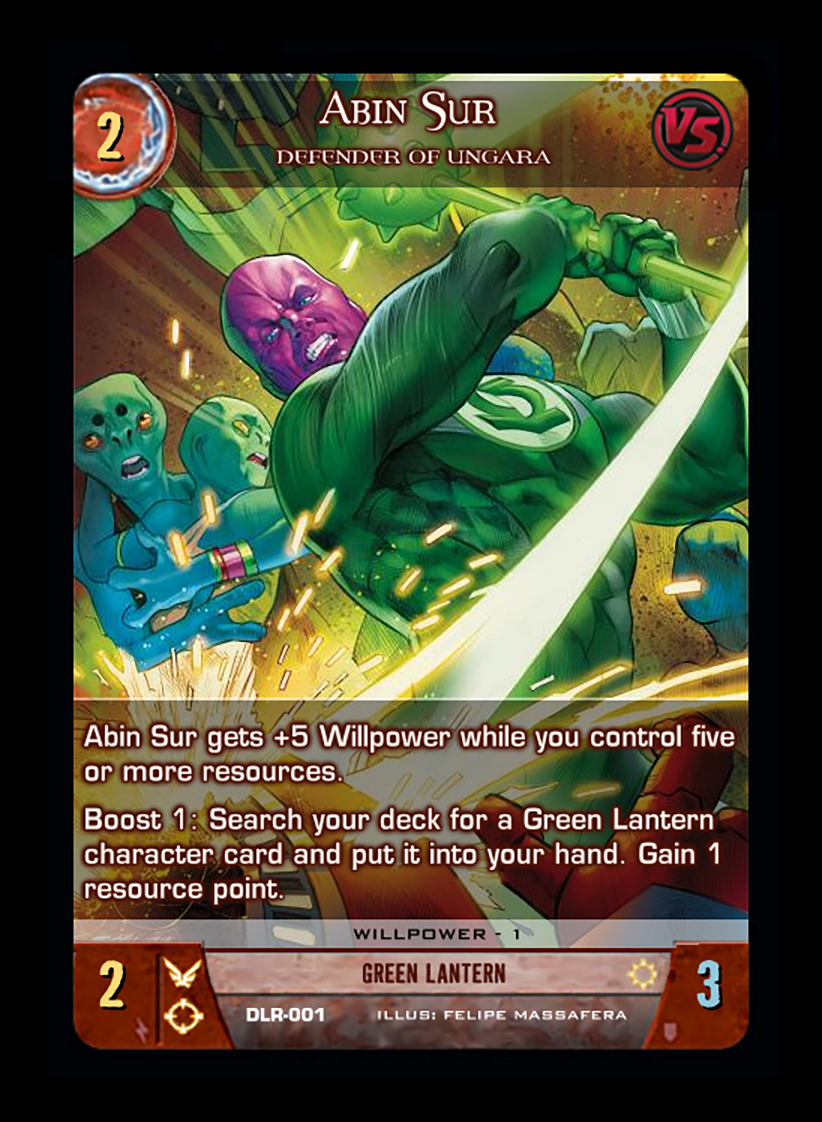 2
Abin Sur
VS.
DEFENDER OF UNGARA
Abin Sur gets +5 Willpower while you control five
or more resources.
Boost 1: Search your deck for a Green Lantern
character card and put it into your hand. Gain 1
resource point.
WILLPOWER - 1
2
GREEN LANTERN
3
DLR-001
ILLUS: FELIPE MASSAFERA